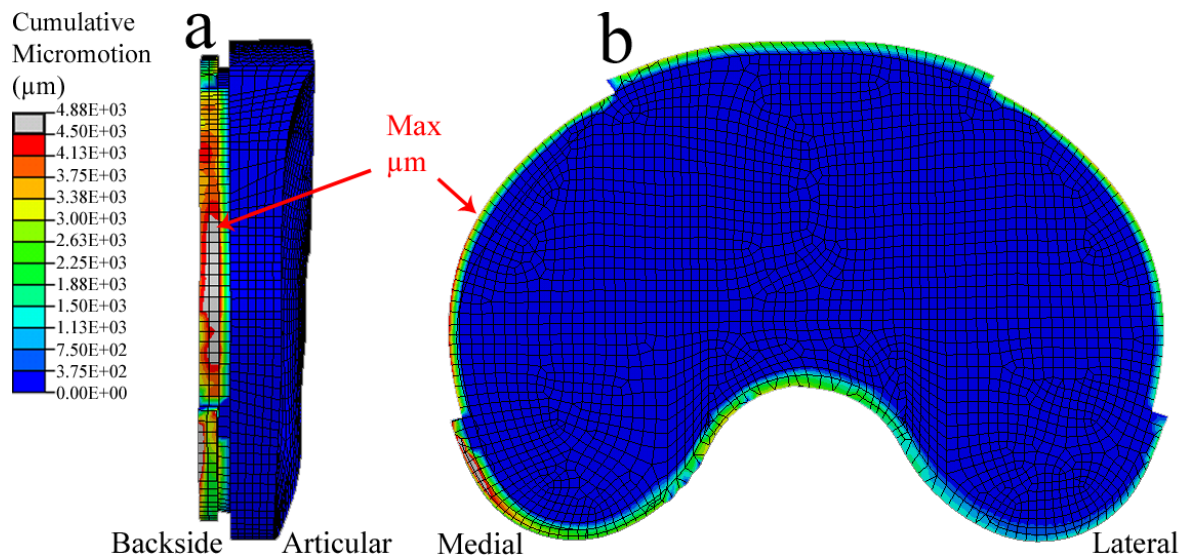 Cumulative
Micromotion
(µm)
4.88E+03
4.50E+03
4.13E+03
3.75E+03
3.38E+03
3.00E+03
2.63E+03
2.25E+03
1.88E+03
1.50E+03
1.13E+03
7.50E+02
3.75E+02
0.00E+00
a
b
Max
µm
Backside
Articular
Medial
Lateral